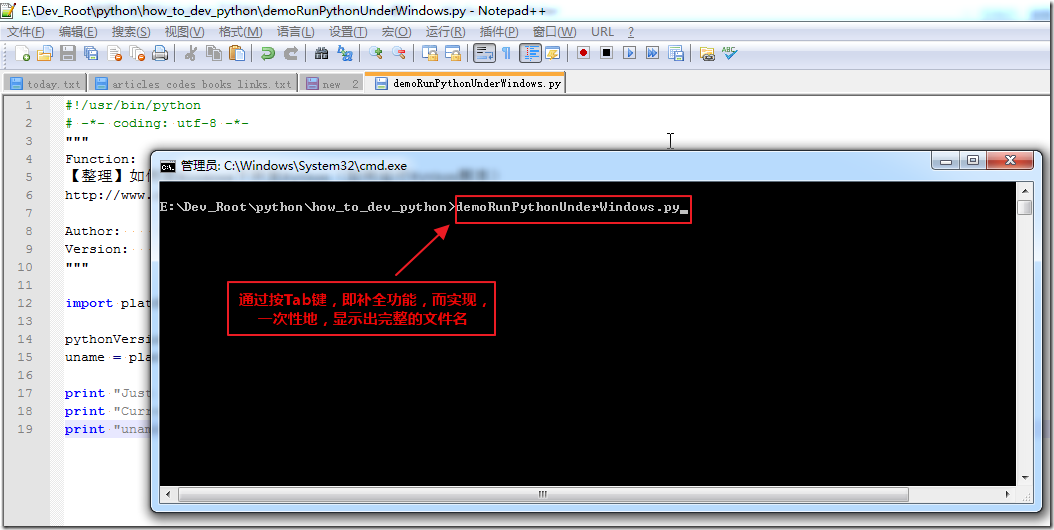 E:\Dev_Root\python\how_to_dev_python\demoRunPythonUnderWindows.py - Notepad++
文件(F) 编辑(E) 搜索(S) 视图(V) 格式(M) 语言(L) 设置(T) 宏(O) 运行(R) 插件(P) 窗口(W) URL ?
today.txt articles codes books links.txt new 2 demoRunPythonUnderWindows.py
1 #!/usr/bin/python
2 # -*- coding: utf-8 -*-
3 """
4 Function:
5 【整理】如
6 http://www.
7
8 Author:
9 Version:
10 """
11
12 import plat
13
14 pythonVersi
15 uname = pla
16
17 print "Just
18 print "Curr
19 print "unam
管理员: C:\Windows\System32\cmd.exe
E:\Dev_Root\python\how_to_dev_python>demoRunPythonUnderWindows.py
通过按Tab键，即补全功能，而实现，
一次性地，显示出完整的文件名